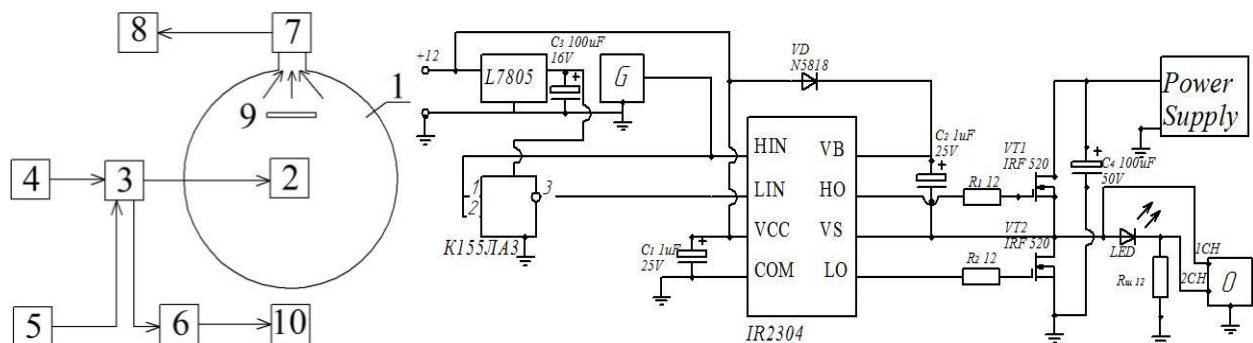 8
7
1
9
4
3
2
5
6
10
+12
L7805
C3 100uF
16V
G
VD
N5818
HIN
LIN
VCC
COM
VB
HO
VS
LO
IR2304
1
2
3
К155ЛА3
C1 1uF
25V
C2 1uF
25V
R1 12
R2 12
VT1
IRF 520
VT2
IRF 520
C4 100uF
50V
Power
Supply
LED
Rш 12
1CH
2CH
O